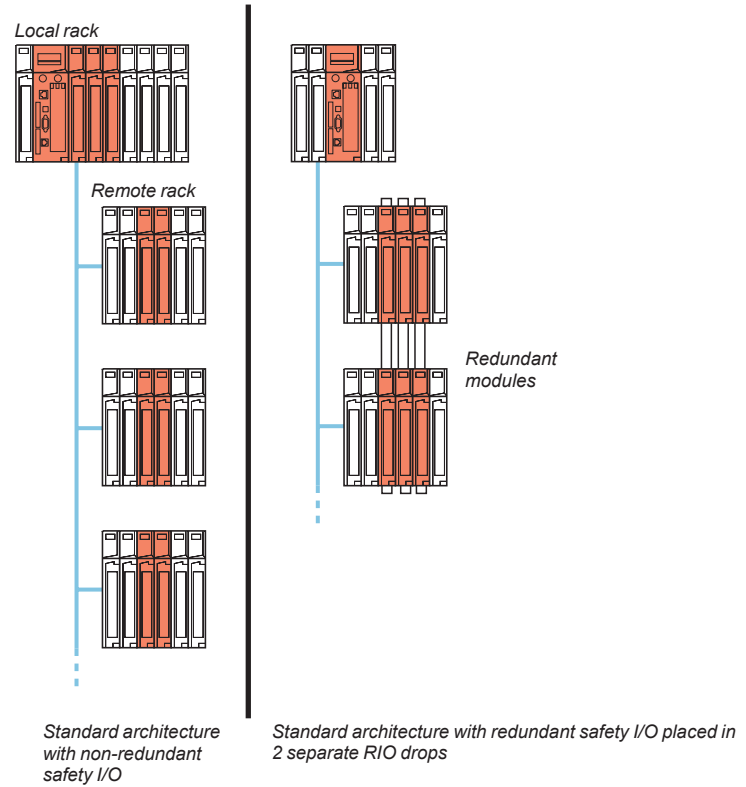 Local rack
Remote rack
Redundant
modules
Standard architecture
with non-redundant
safety I/O
Standard architecture with redundant safety I/O placed in
2 separate RIO drops